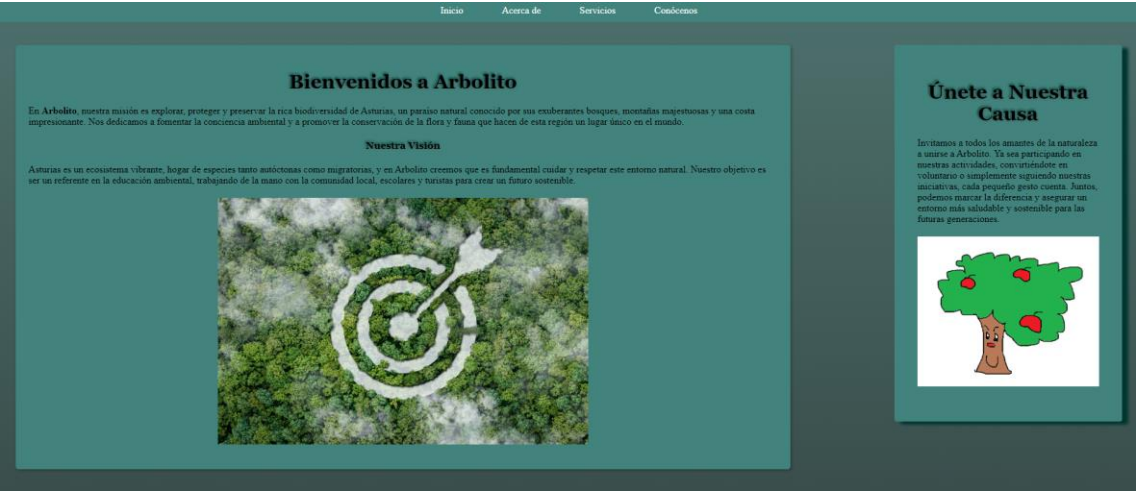 Inicio Acerca de Servicios Conócenos
Bienvenidos a Arbolito
En Arbolito, nuestra misión es explorar, proteger y preservar la rica biodiversidad de Asturias, un paraíso natural conocido por sus exuberantes bosques, montañas majestuosas y una costa
impresionante. Nos dedicamos a fomentar la conciencia ambiental y a promover la conservación de la flora y fauna que hacen de esta región un lugar único en el mundo.
Nuestra Visión
Asturias es un ecosistema vibrante, hogar de especies tanto autóctonas como migratorias, y en Arbolito creemos que es fundamental cuidar y respetar este entorno natural. Nuestro objetivo es
ser un referente en la educación ambiental, trabajando de la mano con la comunidad local, escolares y turistas para crear un futuro sostenible.
Únete a Nuestra
Causa
Invitamos a todos los amantes de la naturaleza
a unirse a Arbolito. Ya sea participando en
nuestras actividades, convirtiéndote en
voluntario o simplemente siguiendo nuestras
iniciativas, cada pequeño gesto cuenta. Juntos,
podemos marcar la diferencia y asegurar un
entorno más saludable y sostenible para las
futuras generaciones.